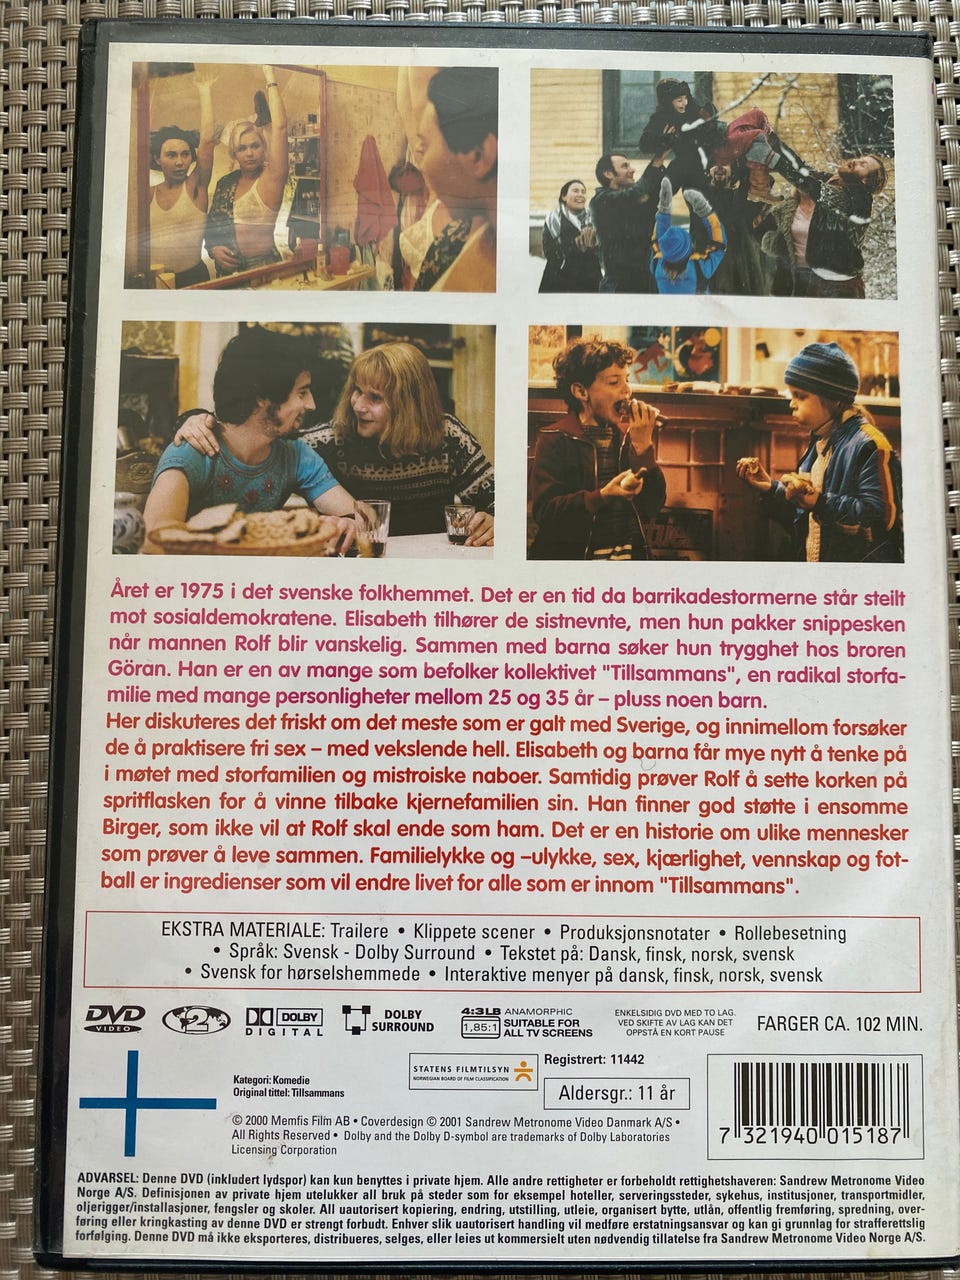 Året er 1975 i det svenske folkhemmet. Det er en tid da barrikadestormerne står steilt
mot sosialdemokratene. Elisabeth tilhører de sistnevnte, men hun pakker snippesken
når mannen Rolf blir vanskelig. Sammen med barna søker hun trygghet hos broren
Göran. Han er en av mange som befolker kollektivet "Tillsammans", en radikal storfa-
milie med mange personligheter mellom 25 og 35 år – pluss noen barn.
Her diskuteres det friskt om det meste som er galt med Sverige, og innimellom forsøker
de å praktisere fri sex – med vekslende hell. Elisabeth og barna får mye nytt å tenke på
i møtet med storfamilien og mistroiske naboer. Samtidig prøver Rolf å sette korken på
spritflasken for å vinne tilbake kjernefamilien sin. Han finner god støtte i ensomme
Birger, som ikke vil at Rolf skal ende som ham. Det er en historie om ulike mennesker
som prøver å leve sammen. Familielykke og –ulykke, sex, kjærlighet, vennskap og fot-
ball er ingredienser som vil endre livet for alle som er innom "Tillsammans".
EKSTRA MATERIALE: Trailere • Klippete scener • Produksjonsnotater • Rollebesetning
• Språk: Svensk - Dolby Surround • Tekstet på: Dansk, finsk, norsk, svensk
• Svensk for hørselshemmede • Interaktive menyer på dansk, finsk, norsk, svensk
DVD
VIDEO
2
DOLBY
DIGITAL
DOLBY
SURROUND
4:3LB ANAMORPHIC
1,85:1 SUITABLE FOR
ALL TV SCREENS
ENKELSIDIG DVD MED TO LAG.
VED SKIFTE AV LAG KAN DET
OPPSTÅ EN KORT PAUSE
FARGER CA. 102 MIN.
Kategori: Komedie
Original tittel: Tillsammans
STATENS FILMTILSYN
NORWEGIAN BOARD OF FILM CLASSIFICATION
Registrert: 11442
Aldersgr.: 11 år
© 2000 Memfis Film AB • Coverdesign © 2001 Sandrew Metronome Video Danmark A/S •
All Rights Reserved • Dolby and the Dolby D-symbol are trademarks of Dolby Laboratories
Licensing Corporation
7 321940 015187
ADVARSEL: Denne DVD (inkludert lydspor) kan kun benyttes i private hjem. Alle andre rettigheter er forbeholdt rettighetshaveren: Sandrew Metronome Video
Norge A/S. Definisjonen av private hjem utelukker all bruk på steder som for eksempel hoteller, serveringssteder, sykehus, institusjoner, transportmidler,
oljerigger/installasjoner, fengsler og skoler. All uautorisert kopiering, endring, utstilling, utleie, organisert bytte, utlån, offentlig fremføring, spredning, over-
føring eller kringkasting av denne DVD er strengt forbudt. Enhver slik uautorisert handling vil medføre erstatningsansvar og kan gi grunnlag for strafferettslig
forfølging. Denne DVD må ikke eksporteres, distribueres, selges, eller leies ut kommersielt uten nødvendig tillatelse fra Sandrew Metronome Video Norge A/S.